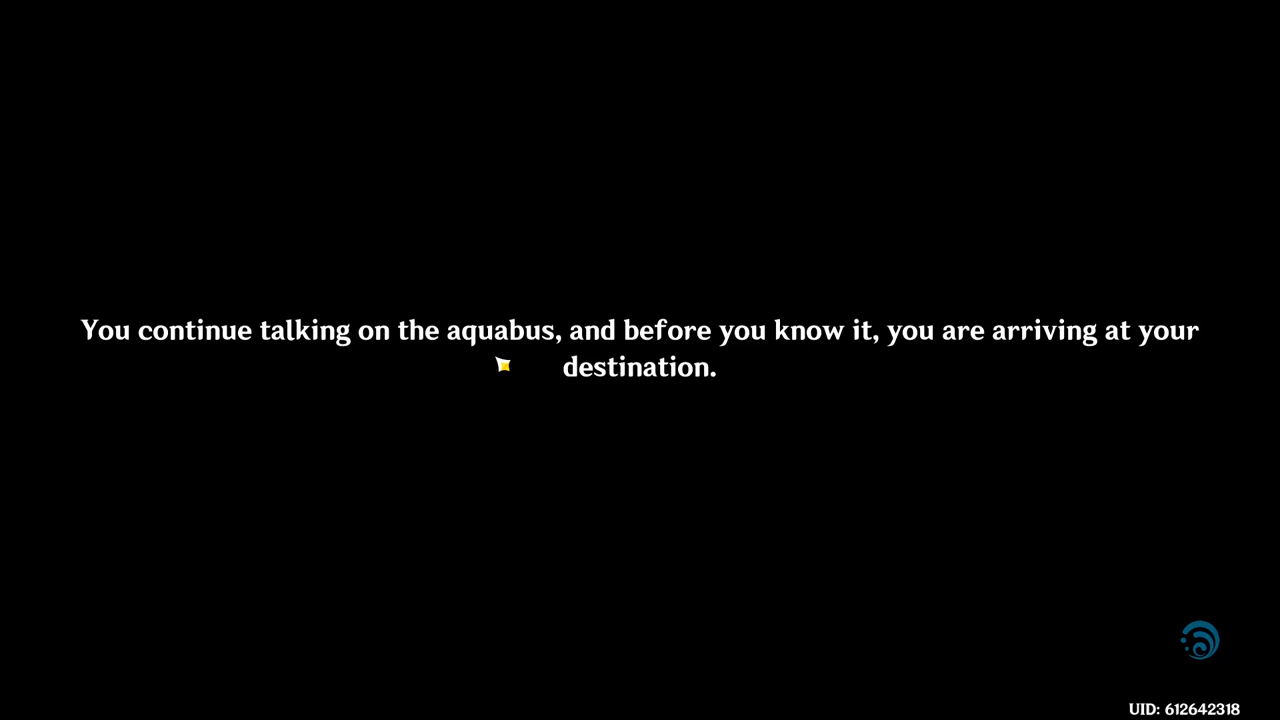 You continue talking on the aquabus, and before you know it, you are arriving at your
destination.
UID: 612642318